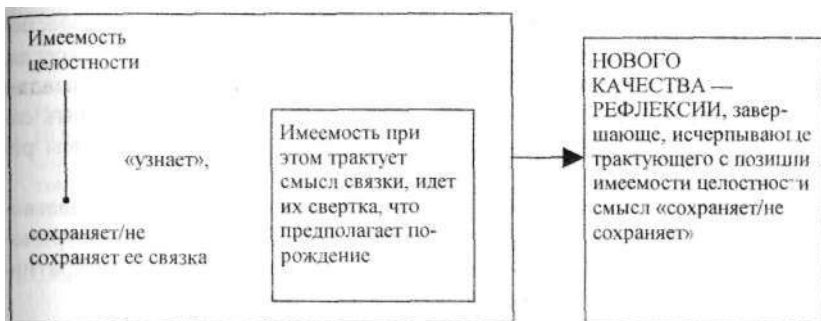 Имеемость
целостности
«узнает»,
сохраняет/не
сохраняет ее связка
Имеемость при
этом трактует
смысл связки, идет
их свертка, что
предполагает по-
рождение
НОВОГО
КАЧЕСТВА —
РЕФЛЕКСИИ, завер-
шающе, исчерпывающе
трактующего с позиции
имеемости целостности
смысл «сохраняет/не
сохраняет»